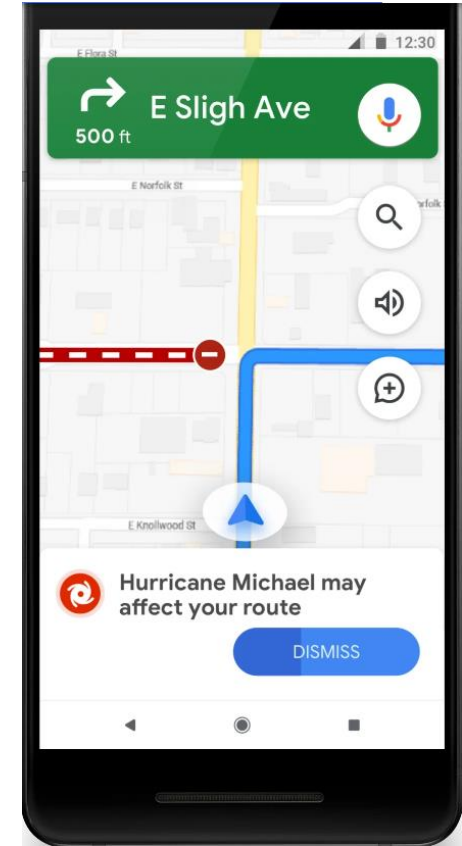 E Flora St
12:30
E Sligh Ave
500 ft
E Norfolk St
orfolk
E Knollwood St
Hurricane Michael may
affect your route
DISMISS